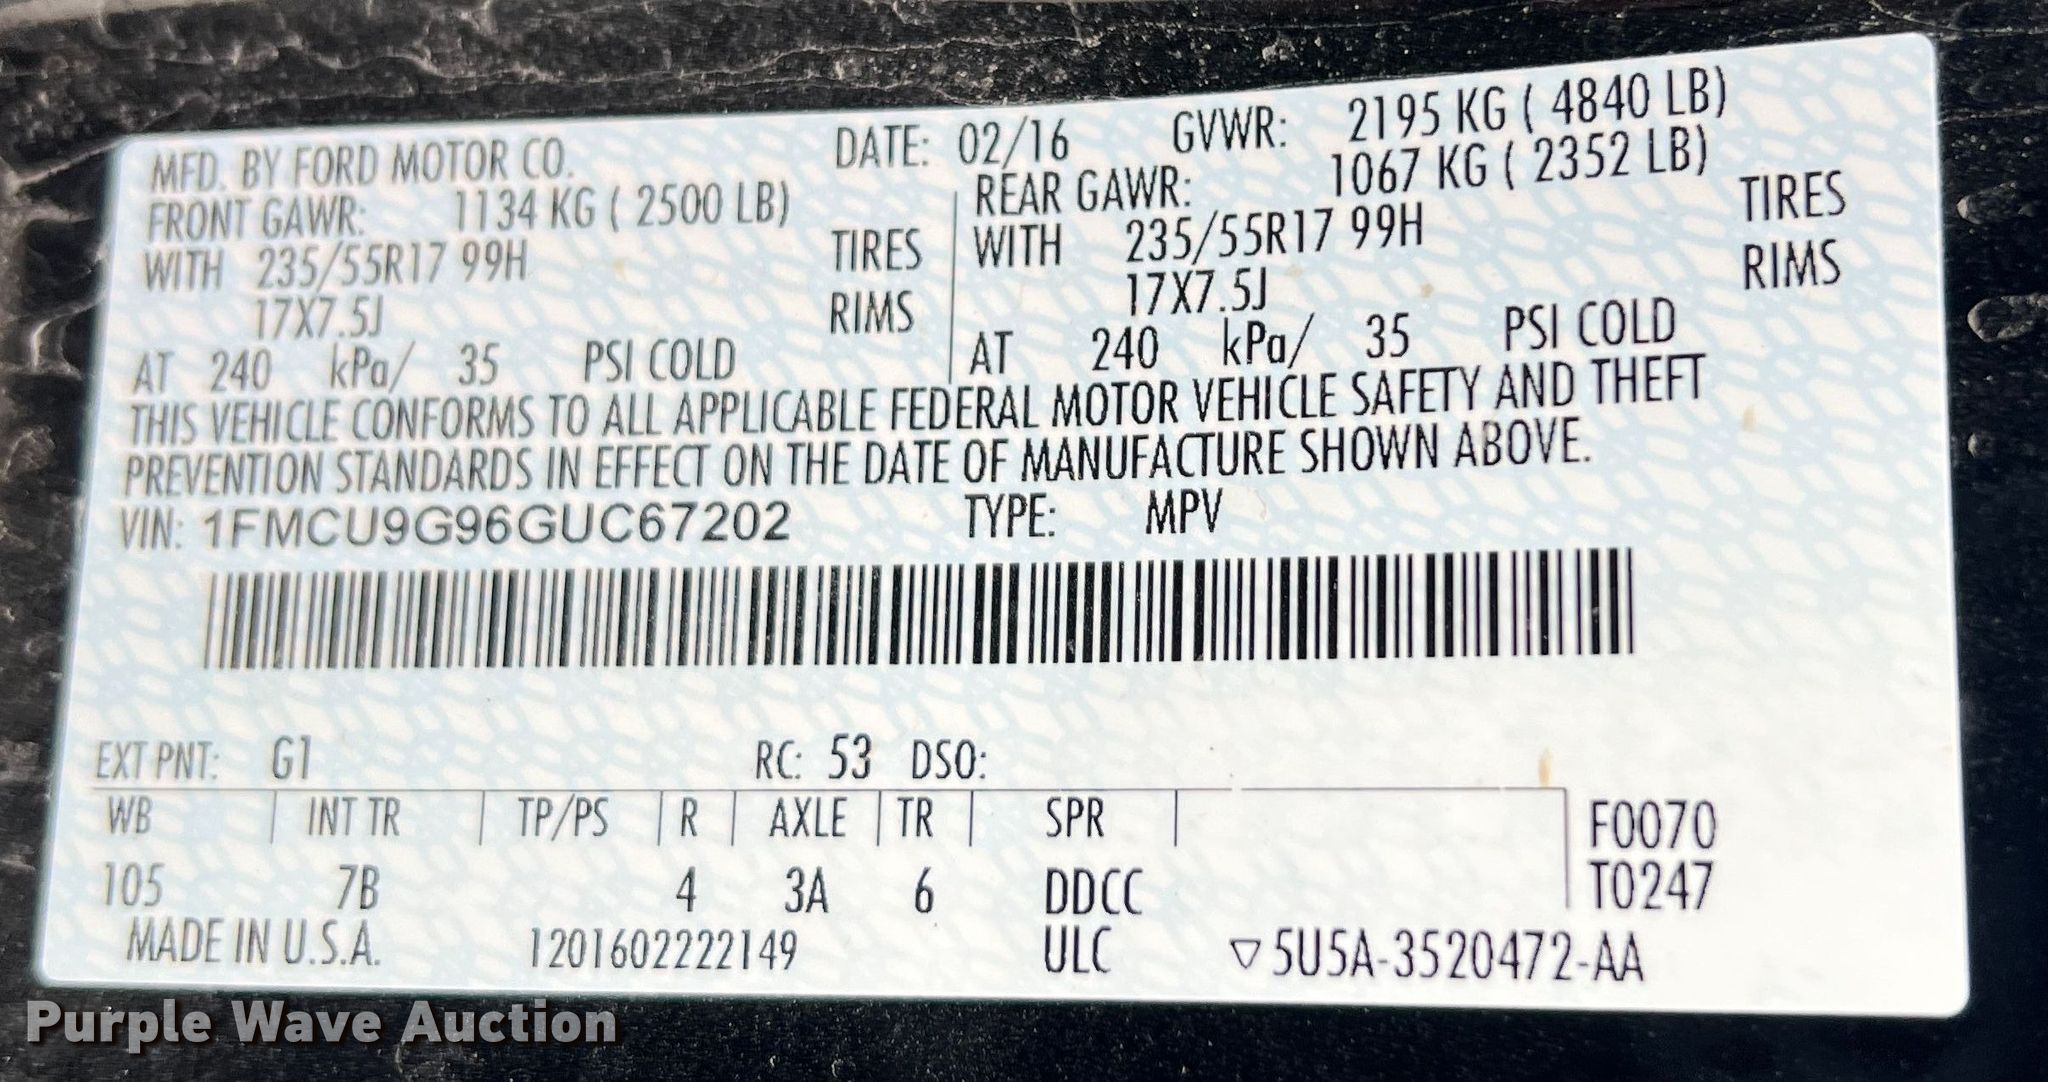 MFD. BY FORD MOTOR CO. DATE: 02/16 GVWR: 2195 KG ( 4840 LB)
FRONT GAWR: 1134 KG ( 2500 LB) REAR GAWR: 1067 KG ( 2352 LB)
WITH 235/55R17 99H TIRES WITH 235/55R17 99H TIRES
17X7.5J RIMS 17X7.5J RIMS
AT 240 kPa/ 35 PSI COLD AT 240 kPa/ 35 PSI COLD
THIS VEHICLE CONFORMS TO ALL APPLICABLE FEDERAL MOTOR VEHICLE SAFETY AND THEFT
PREVENTION STANDARDS IN EFFECT ON THE DATE OF MANUFACTURE SHOWN ABOVE.
VIN: 1FMCU9G96GUC67202 TYPE: MPV
EXT PNT: G1 RC: 53 DSO:
WB INT TR TP/PS R AXLE TR SPR F0070
105 7B 4 3A 6 DDCC T0247
MADE IN U.S.A. 1201602222149 ULC ▽5U5A-3520472-AA
Purple Wave Auction